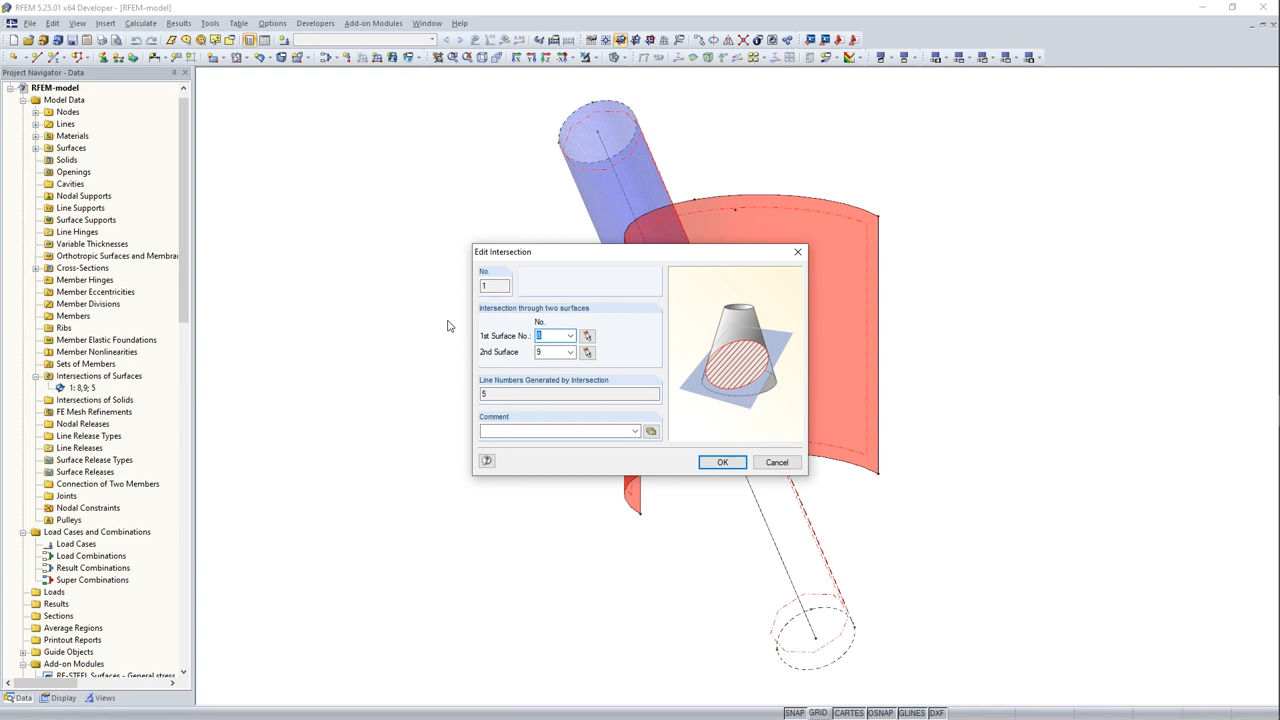 RFEM 5.25.01 x64 Developer - [RFEM-model]
File Edit View Insert Calculate Results Tools Table Options Developers Add-on Modules Window Help
Project Navigator - Data
RFEM-model
Model Data
Nodes
Lines
Materials
Surfaces
Solids
Openings
Cavities
Nodal Supports
Line Supports
Surface Supports
Line Hinges
Variable Thicknesses
Orthotropic Surfaces and Membran
Cross-Sections
Member Hinges
Member Eccentricities
Member Divisions
Members
Ribs
Member Elastic Foundations
Member Nonlinearities
Sets of Members
Intersections of Surfaces
1: 8,9; 5
Intersections of Solids
FE Mesh Refinements
Nodal Releases
Line Release Types
Line Releases
Surface Release Types
Surface Releases
Connection of Two Members
Joints
Nodal Constraints
Pulleys
Load Cases and Combinations
Load Cases
Load Combinations
Result Combinations
Super Combinations
Loads
Results
Sections
Average Regions
Printout Reports
Guide Objects
Add-on Modules
RF-STEEL Surfaces - General stress
Data Display Views
Edit Intersection
No.
1
Intersection through two surfaces
No.
1st Surface No.: 8
2nd Surface 9
Line Numbers Generated by Intersection
5
Comment
OK Cancel
SNAP GRID CARTES OSNAP GLINES DXF